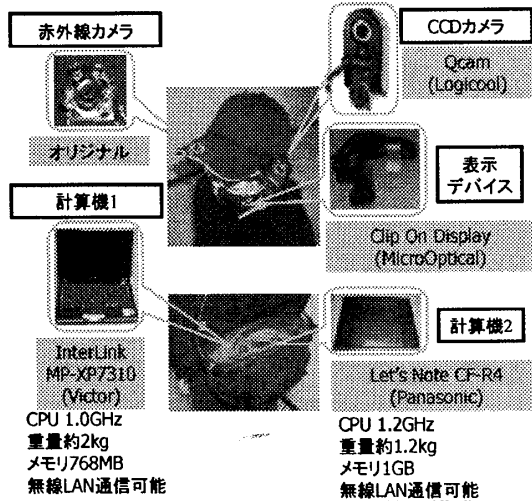 赤外線カメラ
オリジナル
計算機1
InterLink
MP-XP7310
(Victor)
CPU 1.0GHz
重量約2kg
メモリ768MB
無線LAN通信可能
CCDカメラ
Qcam
(Logicool)
表示
デバイス
Clip On Display
(MicroOptical)
計算機2
Let's Note CF-R4
(Panasonic)
CPU 1.2GHz
重量約1.2kg
メモリ1GB
無線LAN通信可能